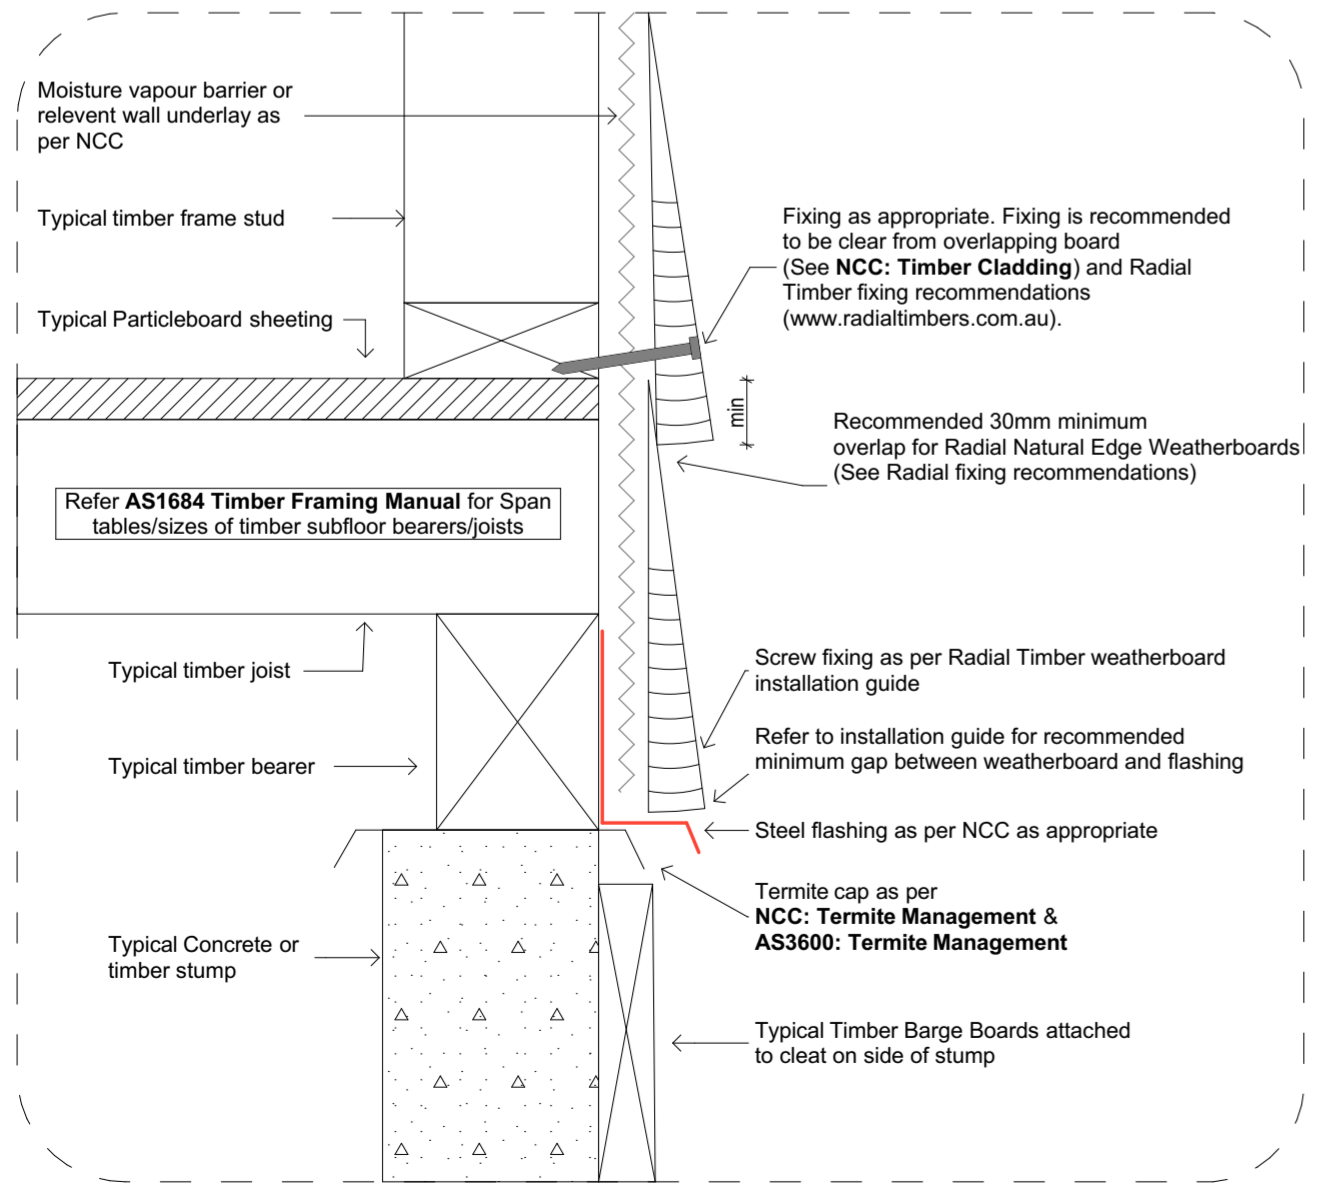 Moisture vapour barrier or
relevent wall underlay as
per NCC
Typical timber frame stud
Typical Particleboard sheeting
Fixing as appropriate. Fixing is recommended
to be clear from overlapping board
(See NCC: Timber Cladding) and Radial
Timber fixing recommendations
(www.radialtimbers.com.au).
min
Recommended 30mm minimum
overlap for Radial Natural Edge Weatherboards
(See Radial fixing recommendations)
Refer AS1684 Timber Framing Manual for Span
tables/sizes of timber subfloor bearers/joists
Typical timber joist
Typical timber bearer
Typical Concrete or
timber stump
Screw fixing as per Radial Timber weatherboard
installation guide
Refer to installation guide for recommended
minimum gap between weatherboard and flashing
Steel flashing as per NCC as appropriate
Termite cap as per
NCC: Termite Management &
AS3600: Termite Management
Typical Timber Barge Boards attached
to cleat on side of stump